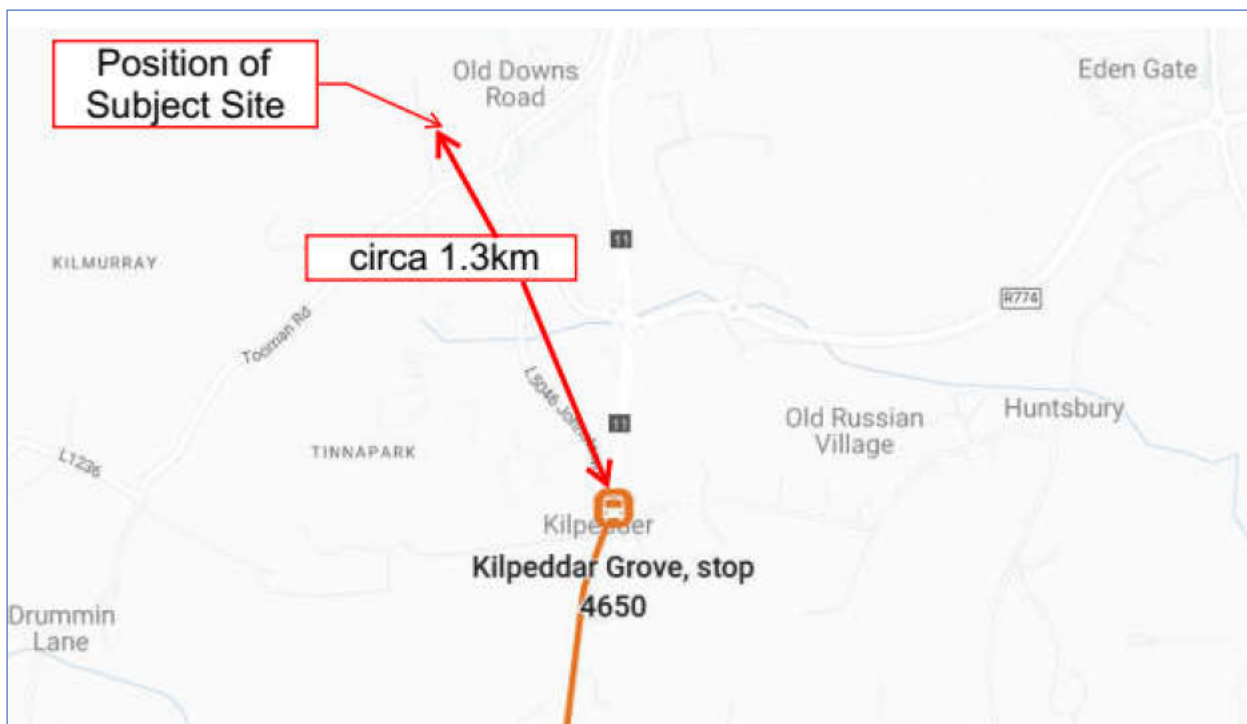 Position of
Subject Site
Old Downs
Road
Eden Gate
11
circa 1.3km
KILMURRAY
R774
Tooman Rd
L5046
11
Old Russian
Village
Huntsbury
TINNAPARK
L1236
Kilpedder
Kilpeddar Grove, stop
4650
Drummin
Lane